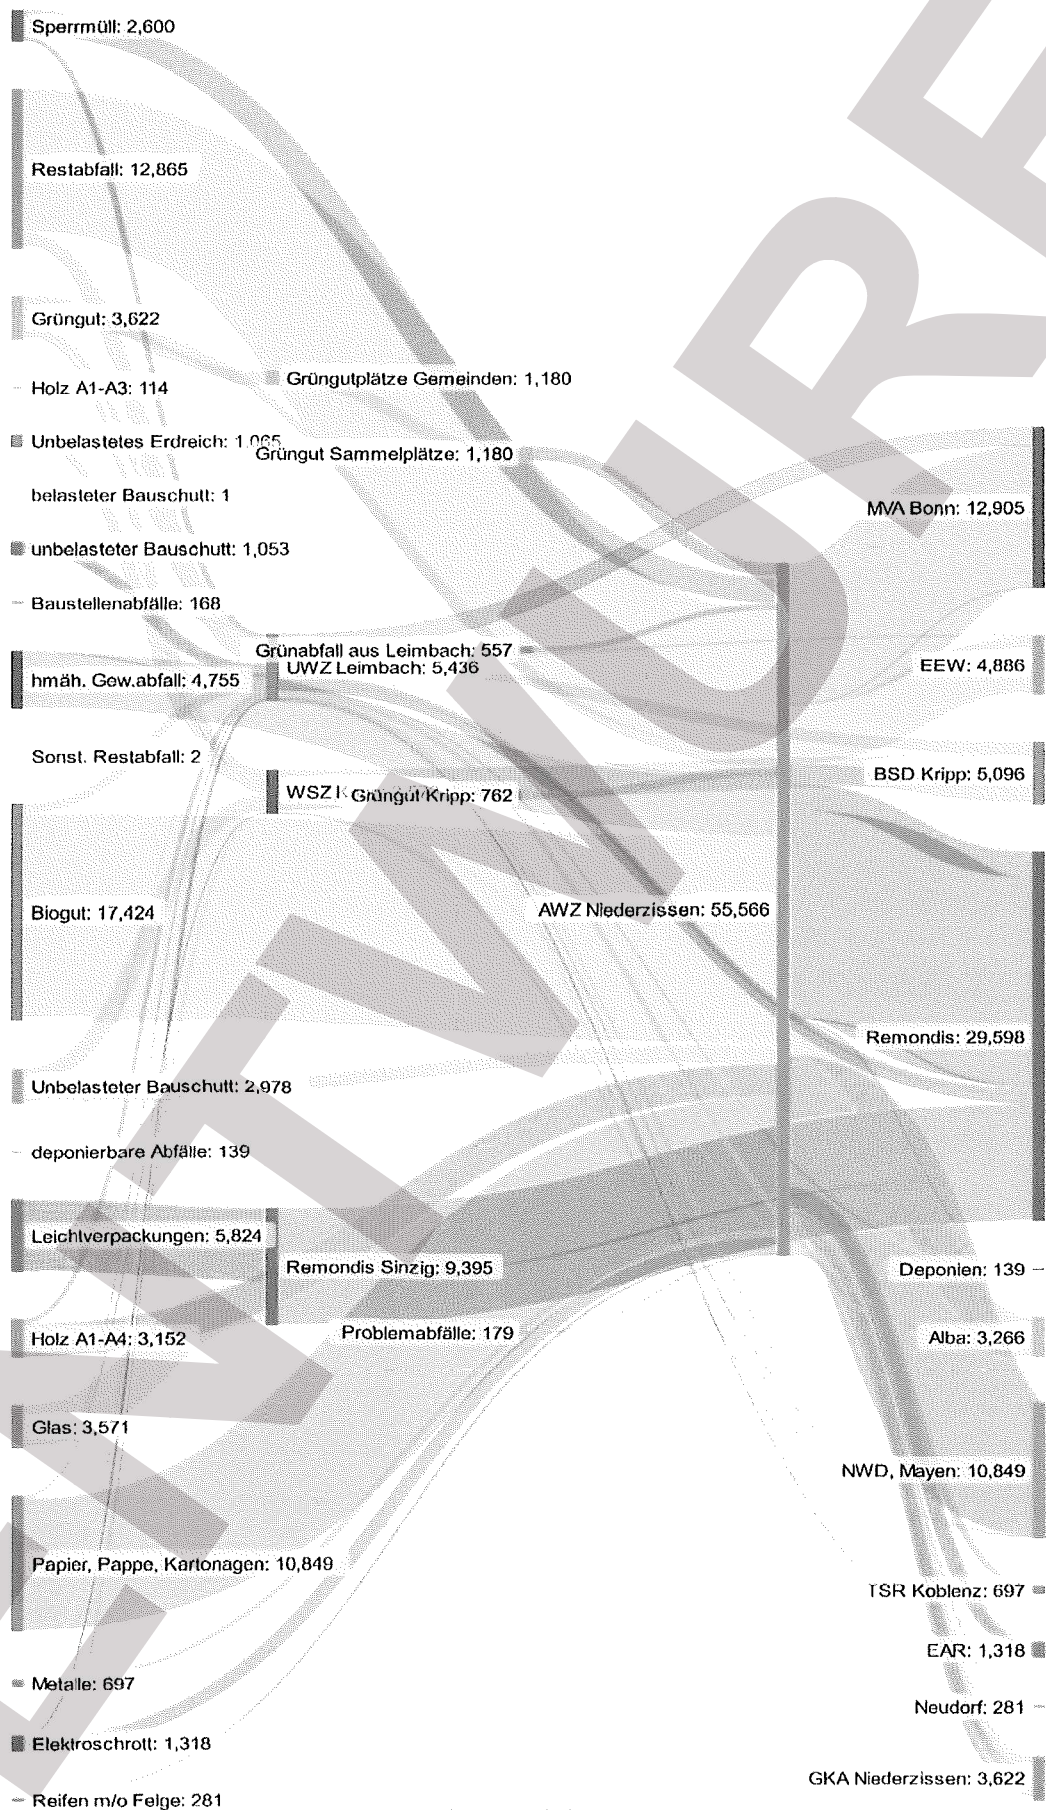 Sperrmüll: 2,600
Restabfall: 12,865
Grüngut: 3,622
Grüngutplätze Gemeinden: 1,180
Holz A1-A3: 114
Unbelastetes Erdreich: 1,065
Grüngut Sammelplätze: 1,180
belasteter Bauschutt: 1
MVA Bonn: 12,905
unbelasteter Bauschutt: 1,053
Baustellenabfälle: 168
Grünabfall aus Leimbach: 557
UWZ Leimbach: 5,436
EEW: 4,886
hmäh. Gew.abfall: 4,755
Sonst. Restabfall: 2
BSD Kripp: 5,096
WSZ
Grüngut Kripp: 762
Biogut: 17,424
AWZ Niederzissen: 55,566
Remondis: 29,598
Unbelasteter Bauschutt: 2,978
deponierbare Abfälle: 139
Leichtverpackungen: 5,824
Remondis Sinzig: 9,395
Deponien: 139
Problemabfälle: 179
Holz A1-A4: 3,152
Alba: 3,266
Glas: 3,571
NWD, Mayen: 10,849
Papier, Pappe, Kartonagen: 10,849
TSR Koblenz: 697
EAR: 1,318
Metalle: 697
Neudorf: 281
Elektroschrott: 1,318
GKA Niederzissen: 3,622
Reifen m/o Felge: 281